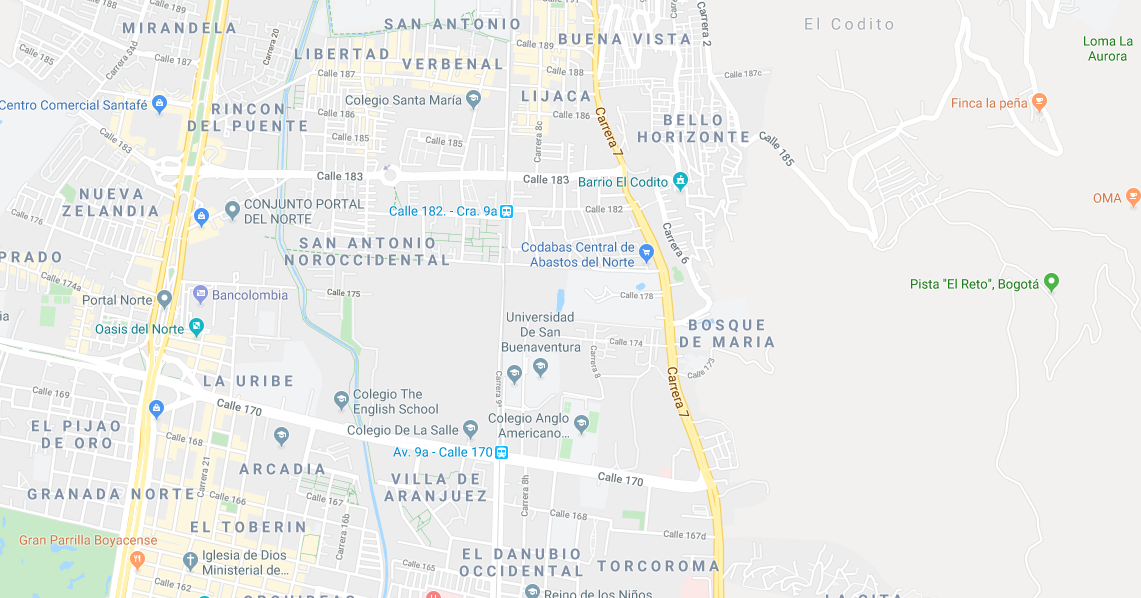 SAN ANTONIO
Carrera 2
El Codito
MIRANDELA
Carrera 20
BUENA VISTA
Loma La
Aurora
Calle 185
Carrera 54d
Calle 187
LIBERTAD
VERBENAL
Calle 189
Calle 187
Calle 188
Calle 187c
Centro Comercial Santafé
Colegio Santa María
LIJACA
Finca la peña
RINCON
DEL PUENTE
Calle 186
Calle 186
Carrera 7
BELLO
HORIZONTE
Calle 183
Calle 185
Calle 185
Carrera 8c
Calle 185
Calle 183
Calle 183
Barrio El Codito
NUEVA
ZELANDIA
OMA
Calle 176
CONJUNTO PORTAL
DEL NORTE
Calle 182. - Cra. 9a
Calle 182
SAN ANTONIO
NOROCCIDENTAL
Codabas Central de
Abastos del Norte
Carrera 6
PRADO
Calle 174a
Pista "El Reto", Bogotá
Portal Norte
Bancolombia
Calle 175
Calle 178
ia
Oasis del Norte
Universidad
De San
Buenaventura
BOSQUE
DE MARIA
Calle 174
Carrera 8
Calle 173
LA URIBE
Carrera 9
Carrera 7
Calle 169
Calle 170
Colegio The
English School
EL PIJAO
DE ORO
Calle 168
Colegio De La Salle
Colegio Anglo
Americano...
Av. 9a - Calle 170
ARCADIA
Carrera 21
VILLA DE
ARANJUEZ
Calle 170
Carrera 8h
GRANADA NORTE
Calle 166
Calle 167
EL TOBERIN
Carrera 16b
Calle 168
Calle 167d
Gran Parrilla Boyacense
Iglesia de Dios
Ministerial de...
EL DANUBIO
OCCIDENTAL
Calle 165
TORCOROMA
Calle 162
ORQUIDEAS
Reino de los Niños
LA CITA